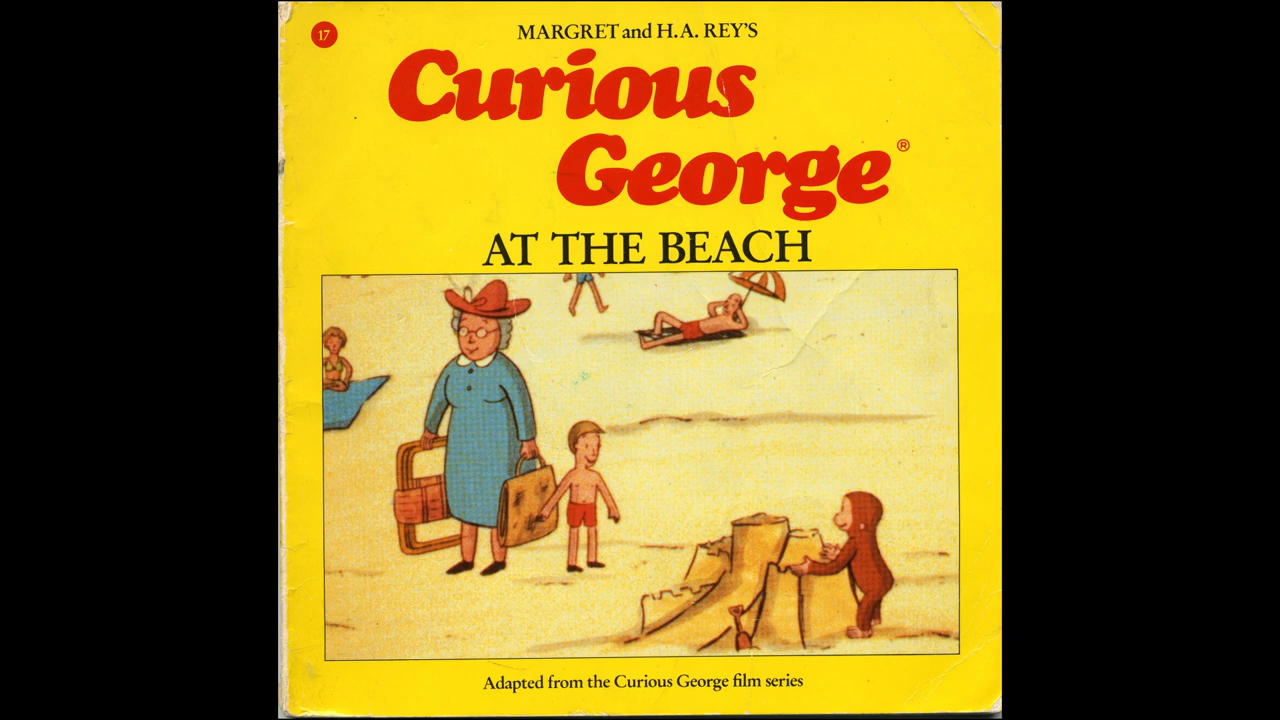 17
MARGRET and H.A. REY'S
Curious
George®
AT THE BEACH
Adapted from the Curious George film series